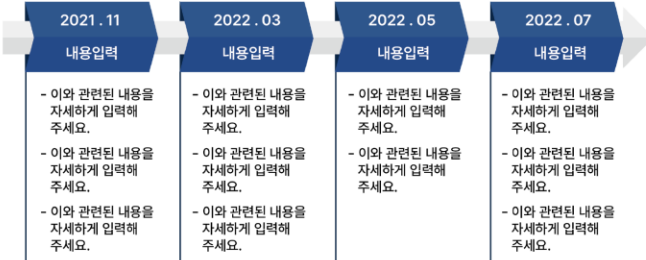 2021 . 11
내용입력
- 이와 관련된 내용을
자세하게 입력해
주세요.
- 이와 관련된 내용을
자세하게 입력해
주세요.
- 이와 관련된 내용을
자세하게 입력해
주세요.
2022 . 03
내용입력
- 이와 관련된 내용을
자세하게 입력해
주세요.
- 이와 관련된 내용을
자세하게 입력해
주세요.
- 이와 관련된 내용을
자세하게 입력해
주세요.
2022 . 05
내용입력
- 이와 관련된 내용을
자세하게 입력해
주세요.
- 이와 관련된 내용을
자세하게 입력해
주세요.
2022 . 07
내용입력
- 이와 관련된 내용을
자세하게 입력해
주세요.
- 이와 관련된 내용을
자세하게 입력해
주세요.
- 이와 관련된 내용을
자세하게 입력해
주세요.